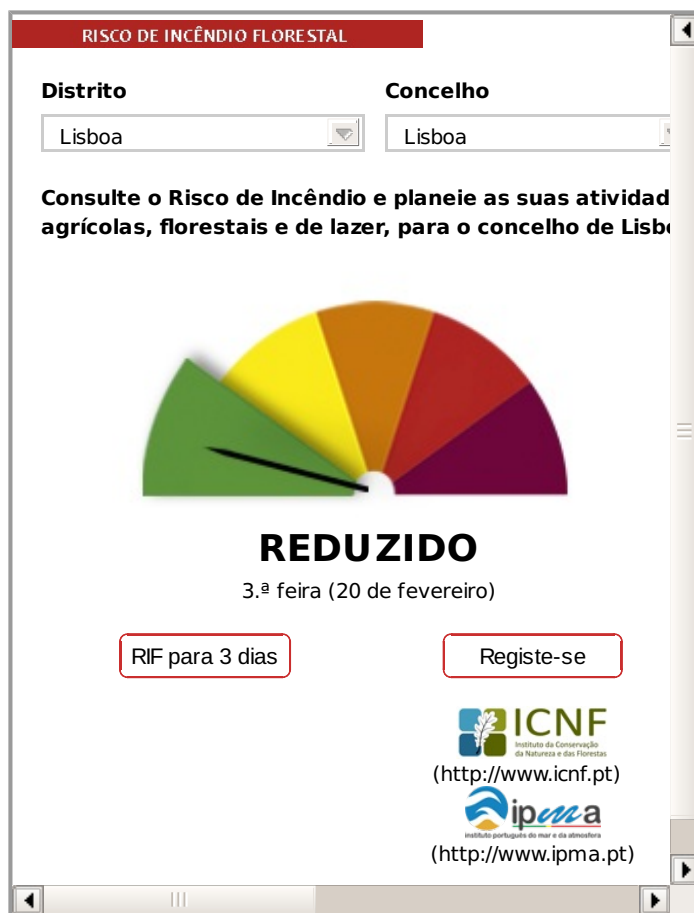 RISCO DE INCÊNDIO FLORESTAL
Distrito Concelho
Lisboa Lisboa
Consulte o Risco de Incêndio e planeie as suas atividad
agrícolas, florestais e de lazer, para o concelho de Lisb
REDUZIDO
3.ª feira (20 de fevereiro)
RIF para 3 dias Registe-se
ICNF
Instituto da Conservação
da Natureza e das Florestas
(http://www.icnf.pt)
ipma
instituto português do mar e da atmosfera
(http://www.ipma.pt)